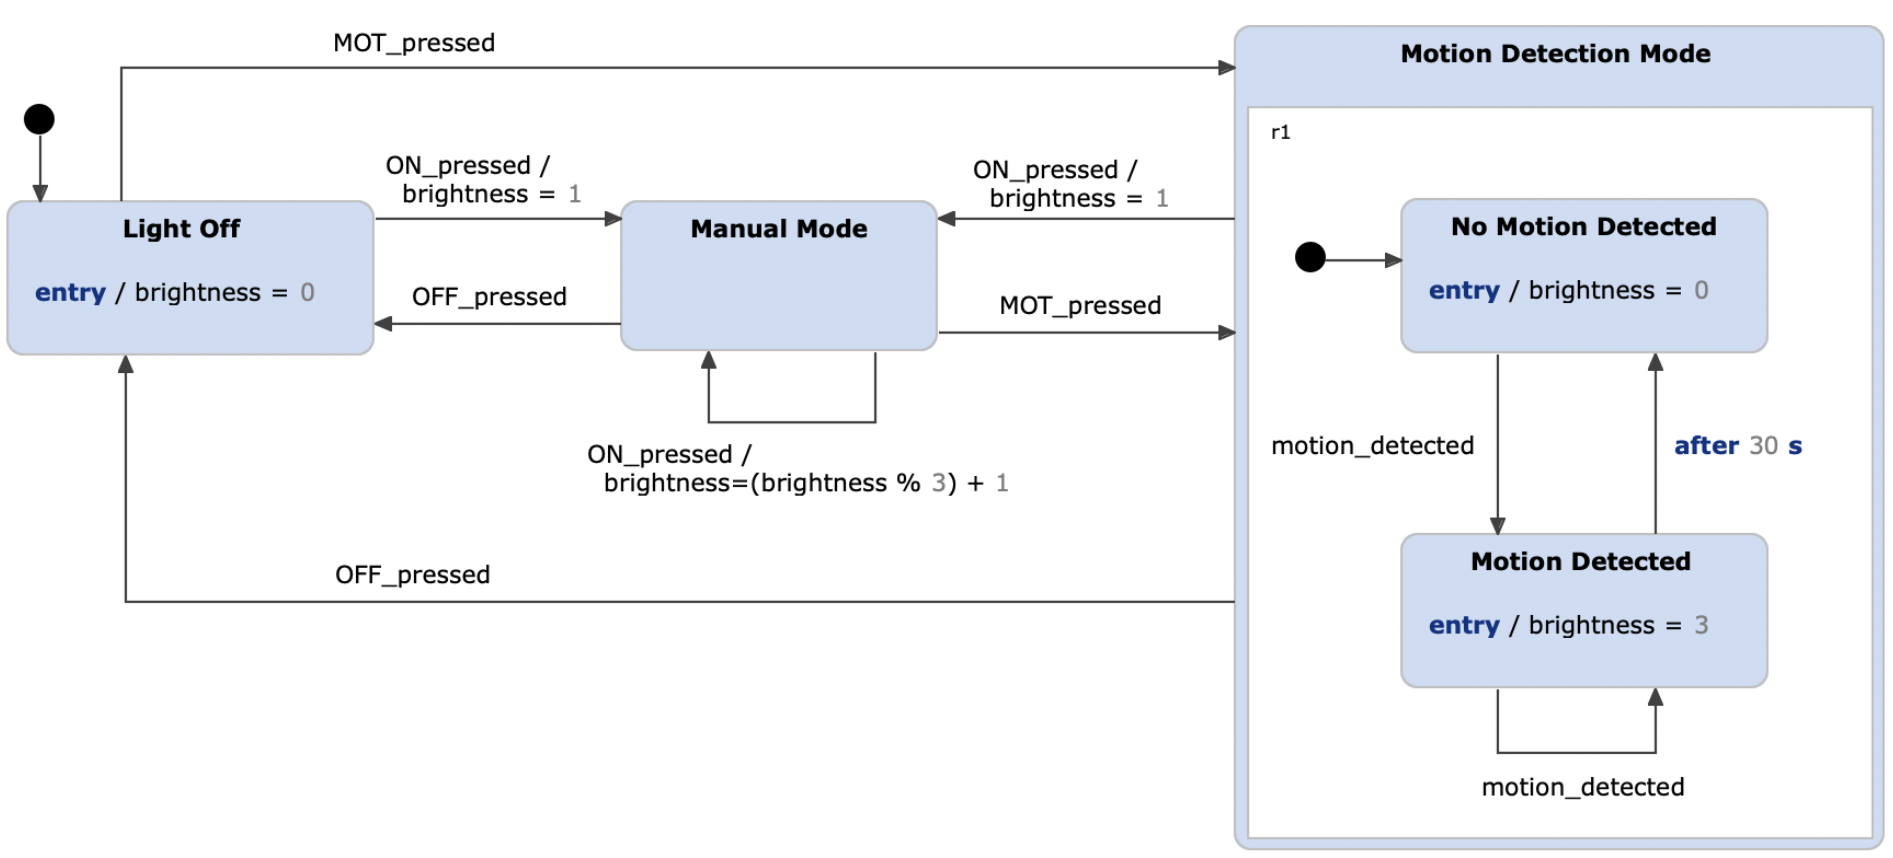 MOT_pressed
Motion Detection Mode
r1
ON_pressed /
brightness = 1
ON_pressed /
brightness = 1
Light Off
entry / brightness = 0
Manual Mode
No Motion Detected
entry / brightness = 0
OFF_pressed
MOT_pressed
ON_pressed /
brightness=(brightness % 3) + 1
motion_detected
after 30 s
OFF_pressed
Motion Detected
entry / brightness = 3
motion_detected